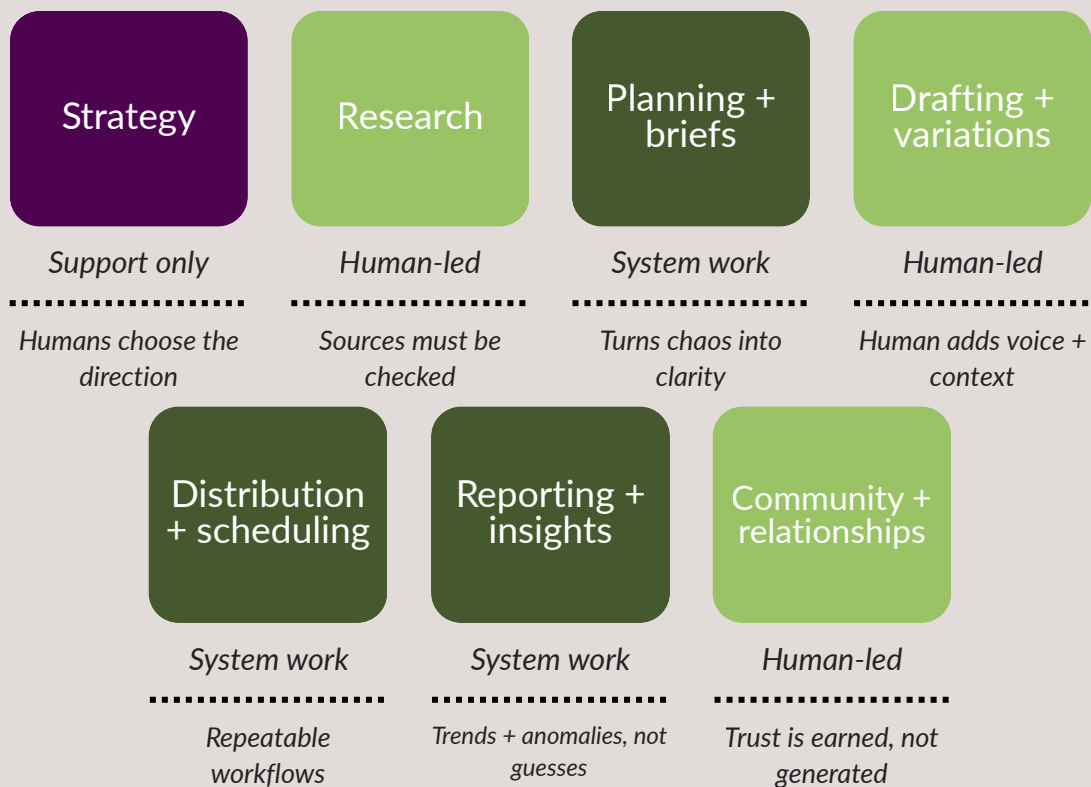 Strategy
Research
Planning +
briefs
Drafting +
variations
Support only
Human-led
System work
Human-led
Humans choose the
direction
Sources must be
checked
Turns chaos into
clarity
Human adds voice +
context
Distribution
+ scheduling
Reporting +
insights
Community +
relationships
System work
System work
Human-led
Repeatable
workflows
Trends + anomalies, not
guesses
Trust is earned, not
generated